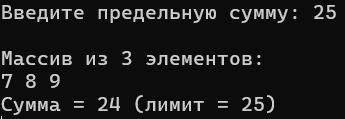 Введите предельную сумму: 25
Массив из 3 элементов:
7 8 9
Сумма = 24 (лимит = 25)